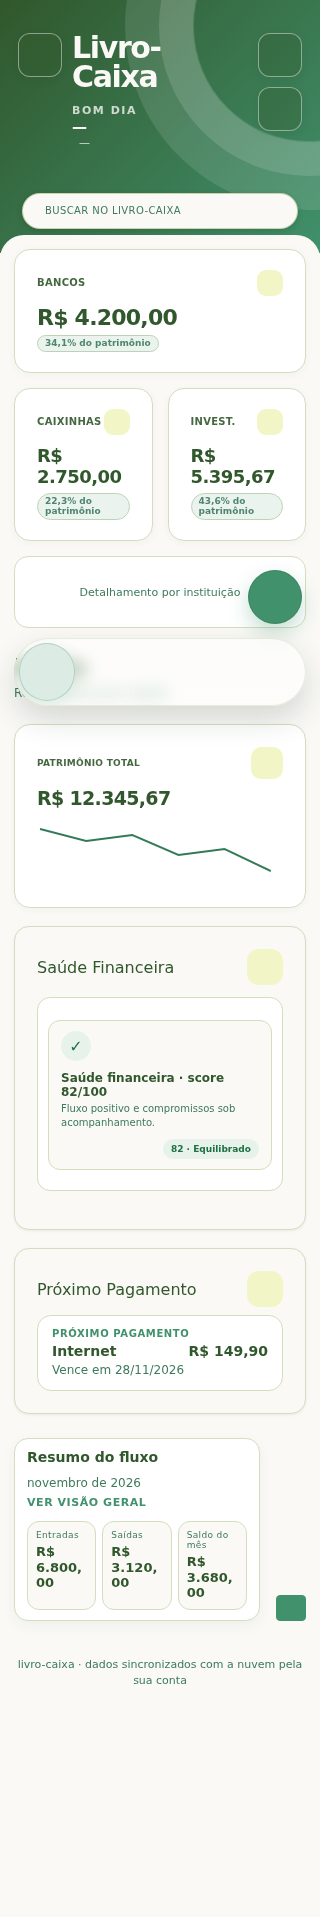 Livro-
Caixa
BOM DIA
—
—
BUSCAR NO LIVRO-CAIXA
BANCOS
R$ 4.200,00
34,1% do patrimônio
CAIXINHAS
R$
2.750,00
22,3% do
patrimônio
INVEST.
R$
5.395,67
43,6% do
patrimônio
Detalhamento por instituição
PATRIMÔNIO TOTAL
R$ 12.345,67
Saúde Financeira
✓
Saúde financeira · score
82/100
Fluxo positivo e compromissos sob
acompanhamento.
82 · Equilibrado
Próximo Pagamento
PRÓXIMO PAGAMENTO
Internet R$ 149,90
Vence em 28/11/2026
Resumo do fluxo
novembro de 2026
VER VISÃO GERAL
Entradas
R$
6.800,
00
Saídas
R$
3.120,
00
Saldo do
mês
R$
3.680,
00
livro-caixa · dados sincronizados com a nuvem pela
sua conta